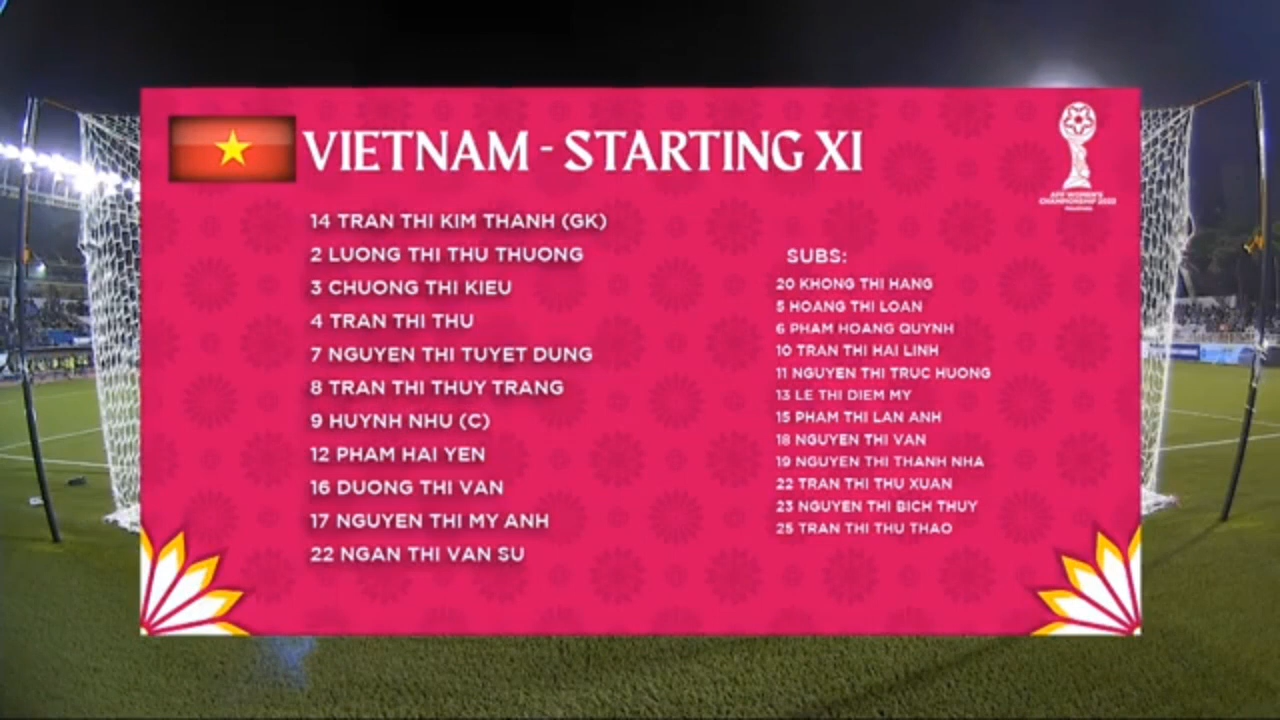 VIETNAM - STARTING XI
AFF WOMEN'S
CHAMPIONSHIP 2022
14 TRAN THI KIM THANH (GK)
2 LUONG THI THU THUONG
3 CHUONG THI KIEU
4 TRAN THI THU
7 NGUYEN THI TUYET DUNG
8 TRAN THI THUY TRANG
9 HUYNH NHU (C)
12 PHAM HAI YEN
16 DUONG THI VAN
17 NGUYEN THI MY ANH
22 NGAN THI VAN SU
SUBS:
20 KHONG THI HANG
5 HOANG THI LOAN
6 PHAM HOANG QUYNH
10 TRAN THI HAI LINH
11 NGUYEN THI TRUC HUONG
13 LE THI DIEM MY
15 PHAM THI LAN ANH
18 NGUYEN THI VAN
19 NGUYEN THI THANH NHA
22 TRAN THI THU XUAN
23 NGUYEN THI BICH THUY
25 TRAN THI THU THAO